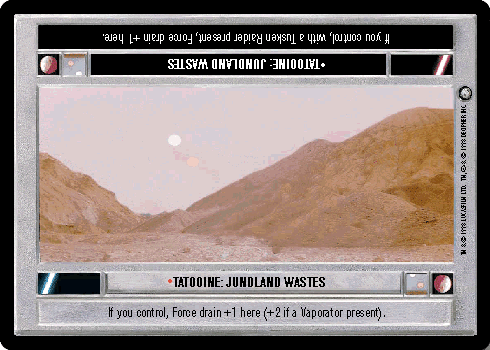 If you control, with a Tusken Raider present, Force drain +1 here.
•TATOOINE: JUNDLAND WASTES
•TATOOINE: JUNDLAND WASTES
If you control, Force drain +1 here (+2 if a Vaporator present).